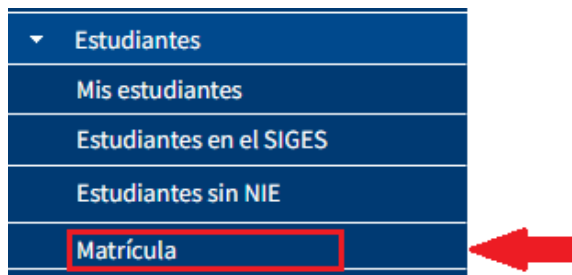 Estudiantes
Mis estudiantes
Estudiantes en el SIGES
Estudiantes sin NIE
Matrícula